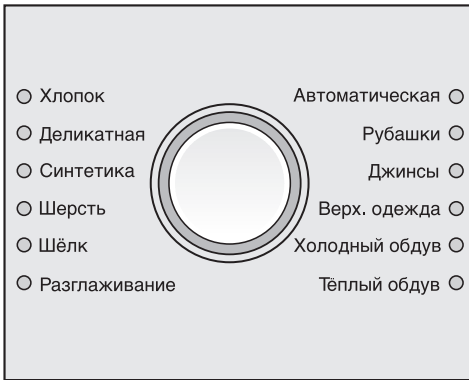 Хлопок
Деликатная
Синтетика
Шерсть
Шёлк
Разглаживание
Автоматическая
Рубашки
Джинсы
Верх. одежда
Холодный обдув
Тёплый обдув